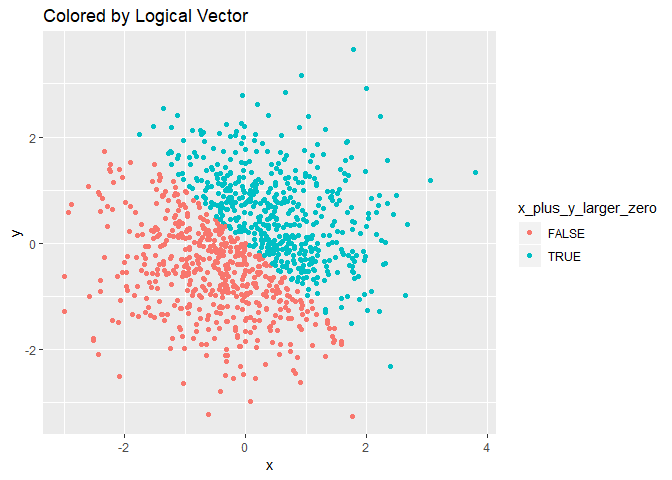 Colored by Logical Vector
y
2
0
-2
-2
0
2
4
x
x_plus_y_larger_zero
FALSE
TRUE